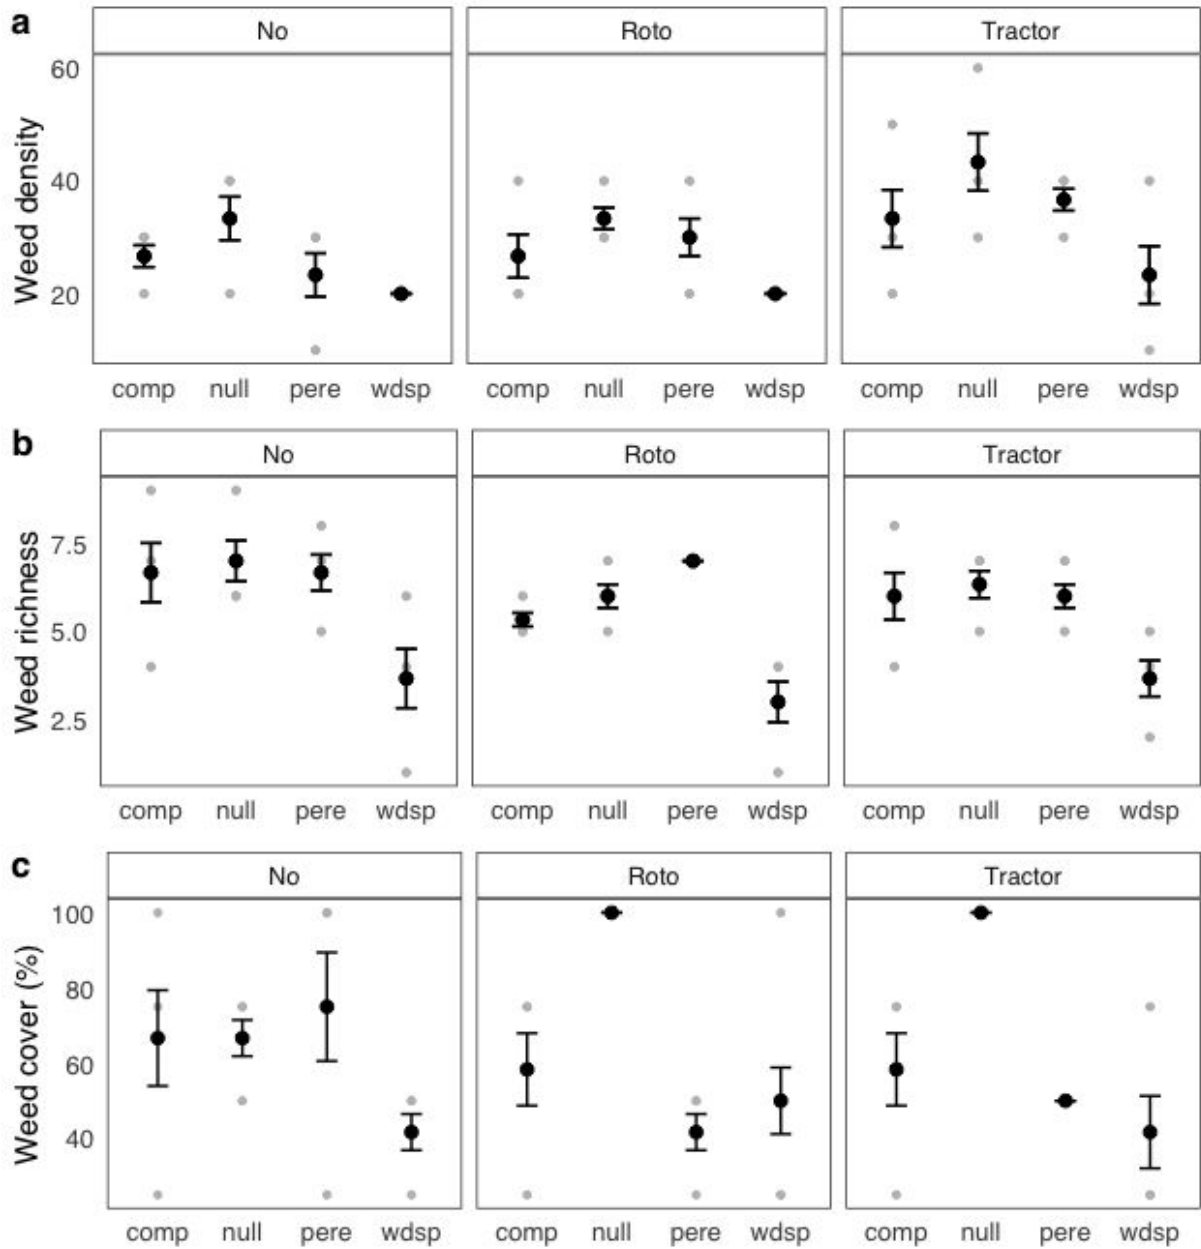 a
No Roto Tractor
Weed density
60
40
20
comp null pere wdsp comp null pere wdsp comp null pere wdsp
b
No Roto Tractor
Weed richness
7.5
5.0
2.5
comp null pere wdsp comp null pere wdsp comp null pere wdsp
c
No Roto Tractor
Weed cover (%)
100
80
60
40
comp null pere wdsp comp null pere wdsp comp null pere wdsp